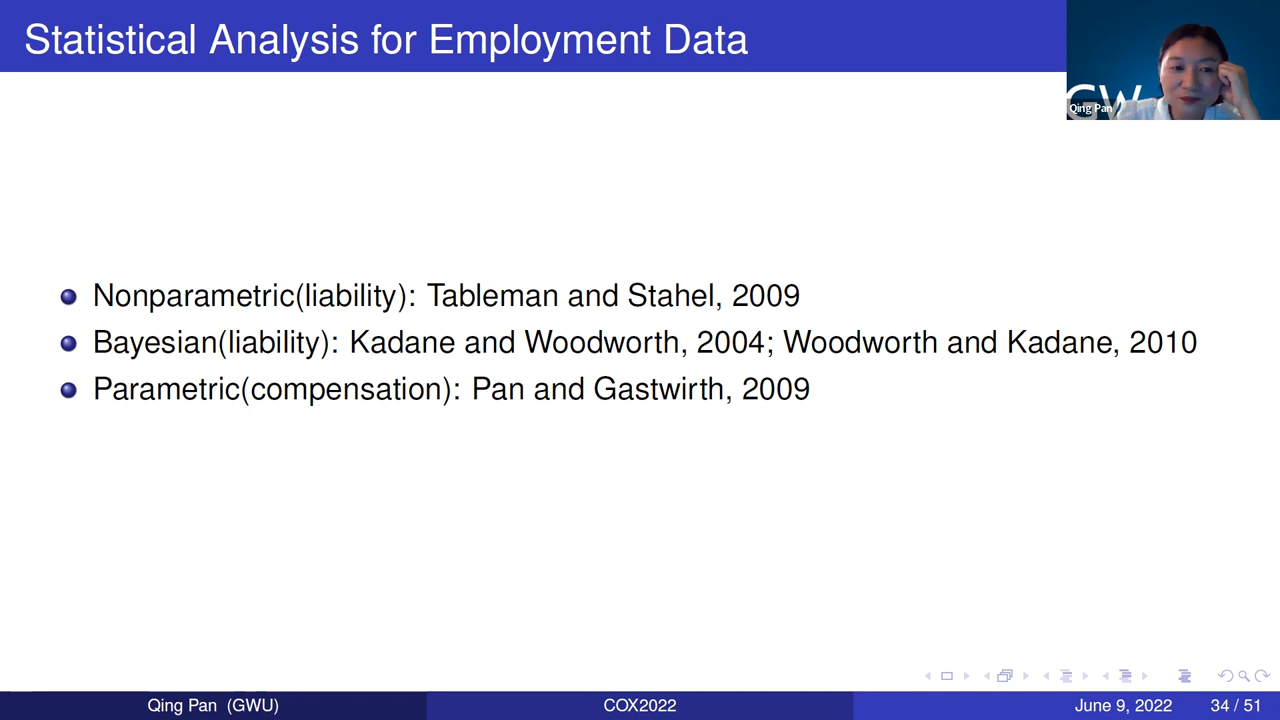 Statistical Analysis for Employment Data
GW
Qing Pan
Nonparametric(liability): Tableman and Stahel, 2009
Bayesian(liability): Kadane and Woodworth, 2004; Woodworth and Kadane, 2010
Parametric(compensation): Pan and Gastwirth, 2009
Qing Pan (GWU)
COX2022
June 9, 2022
34 / 51